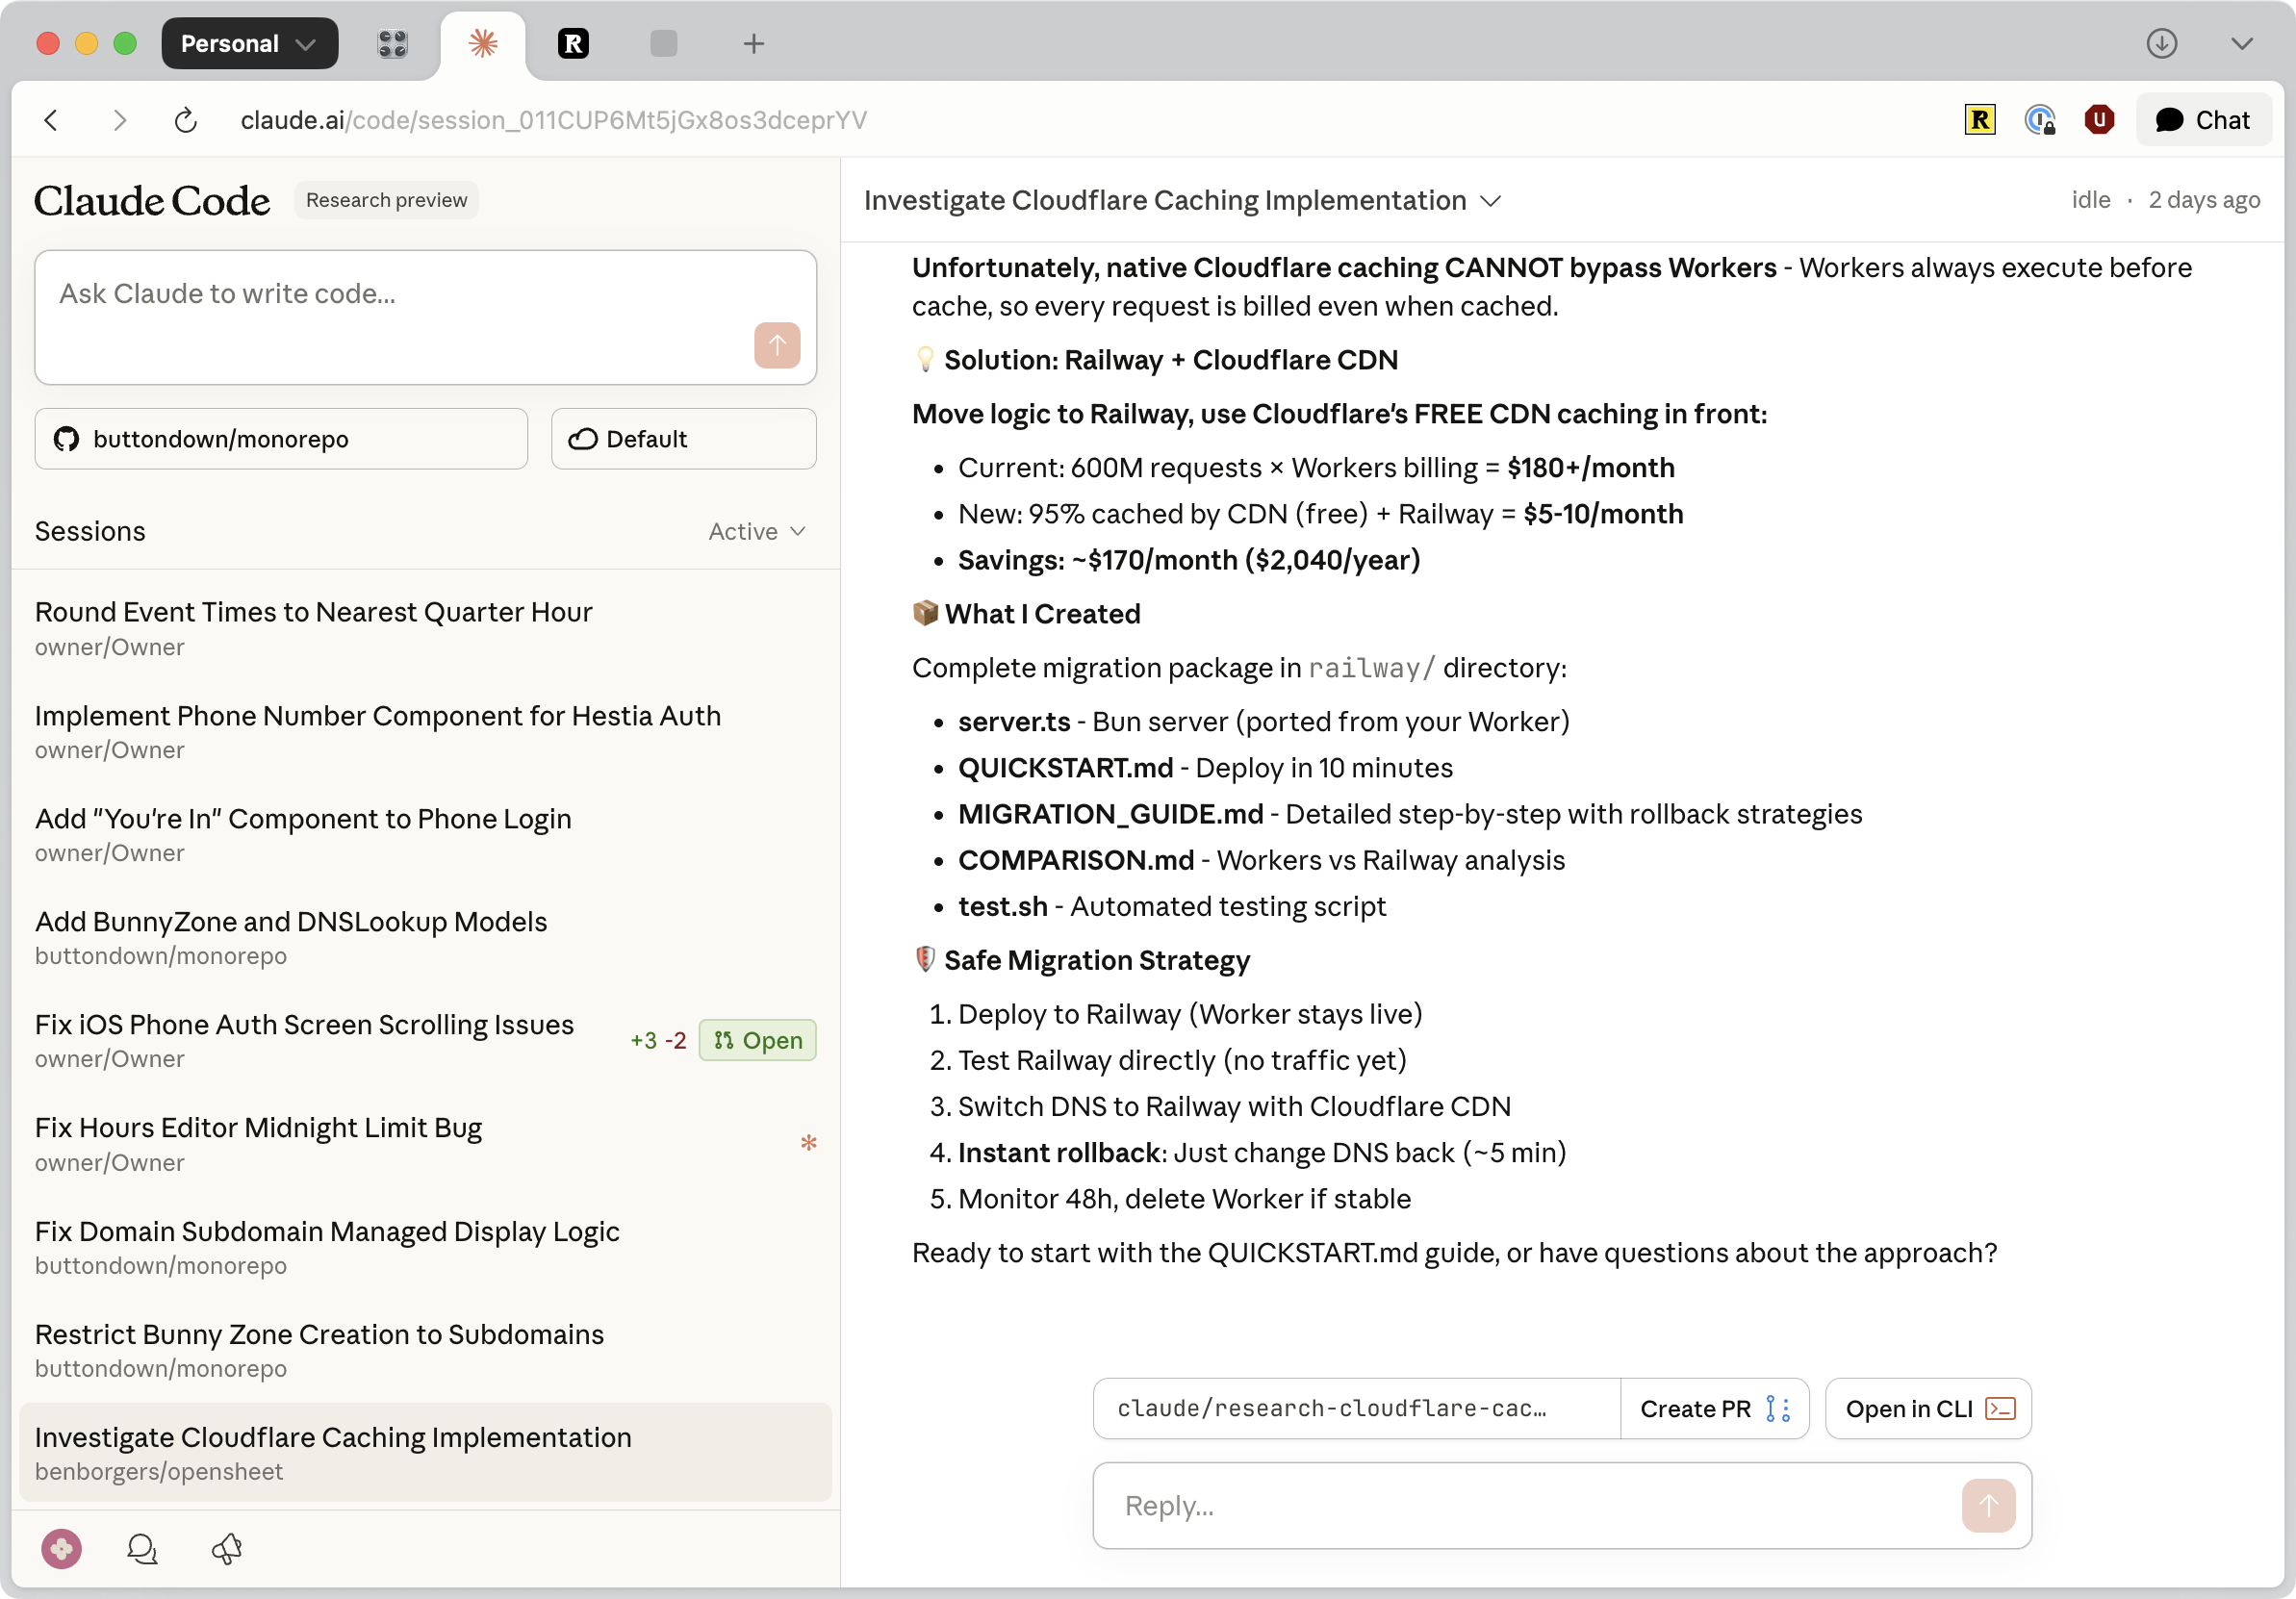 Personal
R
claude.ai/code/session_011CUP6Mt5jGx8os3dceprYV
R
U
Chat
Claude Code
Research preview
Ask Claude to write code...
buttondown/monorepo
Default
Sessions
Active
Round Event Times to Nearest Quarter Hour
owner/Owner
Implement Phone Number Component for Hestia Auth
owner/Owner
Add "You're In" Component to Phone Login
owner/Owner
Add BunnyZone and DNSLookup Models
buttondown/monorepo
Fix iOS Phone Auth Screen Scrolling Issues
owner/Owner
+3 -2
Open
Fix Hours Editor Midnight Limit Bug
owner/Owner
Fix Domain Subdomain Managed Display Logic
buttondown/monorepo
Restrict Bunny Zone Creation to Subdomains
buttondown/monorepo
Investigate Cloudflare Caching Implementation
benborgers/opensheet
Investigate Cloudflare Caching Implementation
idle · 2 days ago
Unfortunately, native Cloudflare caching CANNOT bypass Workers - Workers always execute before
cache, so every request is billed even when cached.
💡 Solution: Railway + Cloudflare CDN
Move logic to Railway, use Cloudflare's FREE CDN caching in front:
• Current: 600M requests × Workers billing = $180+/month
• New: 95% cached by CDN (free) + Railway = $5-10/month
• Savings: ~$170/month ($2,040/year)
📦 What I Created
Complete migration package in railway/ directory:
• server.ts - Bun server (ported from your Worker)
• QUICKSTART.md - Deploy in 10 minutes
• MIGRATION_GUIDE.md - Detailed step-by-step with rollback strategies
• COMPARISON.md - Workers vs Railway analysis
• test.sh - Automated testing script
🛡️ Safe Migration Strategy
1. Deploy to Railway (Worker stays live)
2. Test Railway directly (no traffic yet)
3. Switch DNS to Railway with Cloudflare CDN
4. Instant rollback: Just change DNS back (~5 min)
5. Monitor 48h, delete Worker if stable
Ready to start with the QUICKSTART.md guide, or have questions about the approach?
claude/research-cloudflare-cac...
Create PR
Open in CLI
Reply...